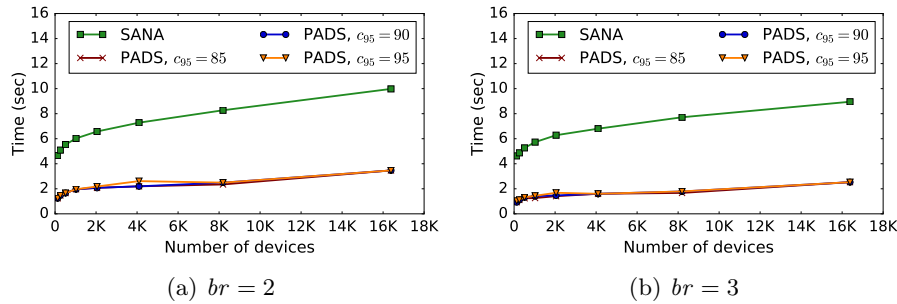 16
14
12
10
8
6
4
2
0
Time (sec)
SANA
PADS, c95 = 85
PADS, c95 = 90
PADS, c95 = 95
0 2K 4K 6K 8K 10K 12K 14K 16K 18K
Number of devices
(a) br = 2
16
14
12
10
8
6
4
2
0
Time (sec)
SANA
PADS, c95 = 85
PADS, c95 = 90
PADS, c95 = 95
0 2K 4K 6K 8K 10K 12K 14K 16K 18K
Number of devices
(b) br = 3